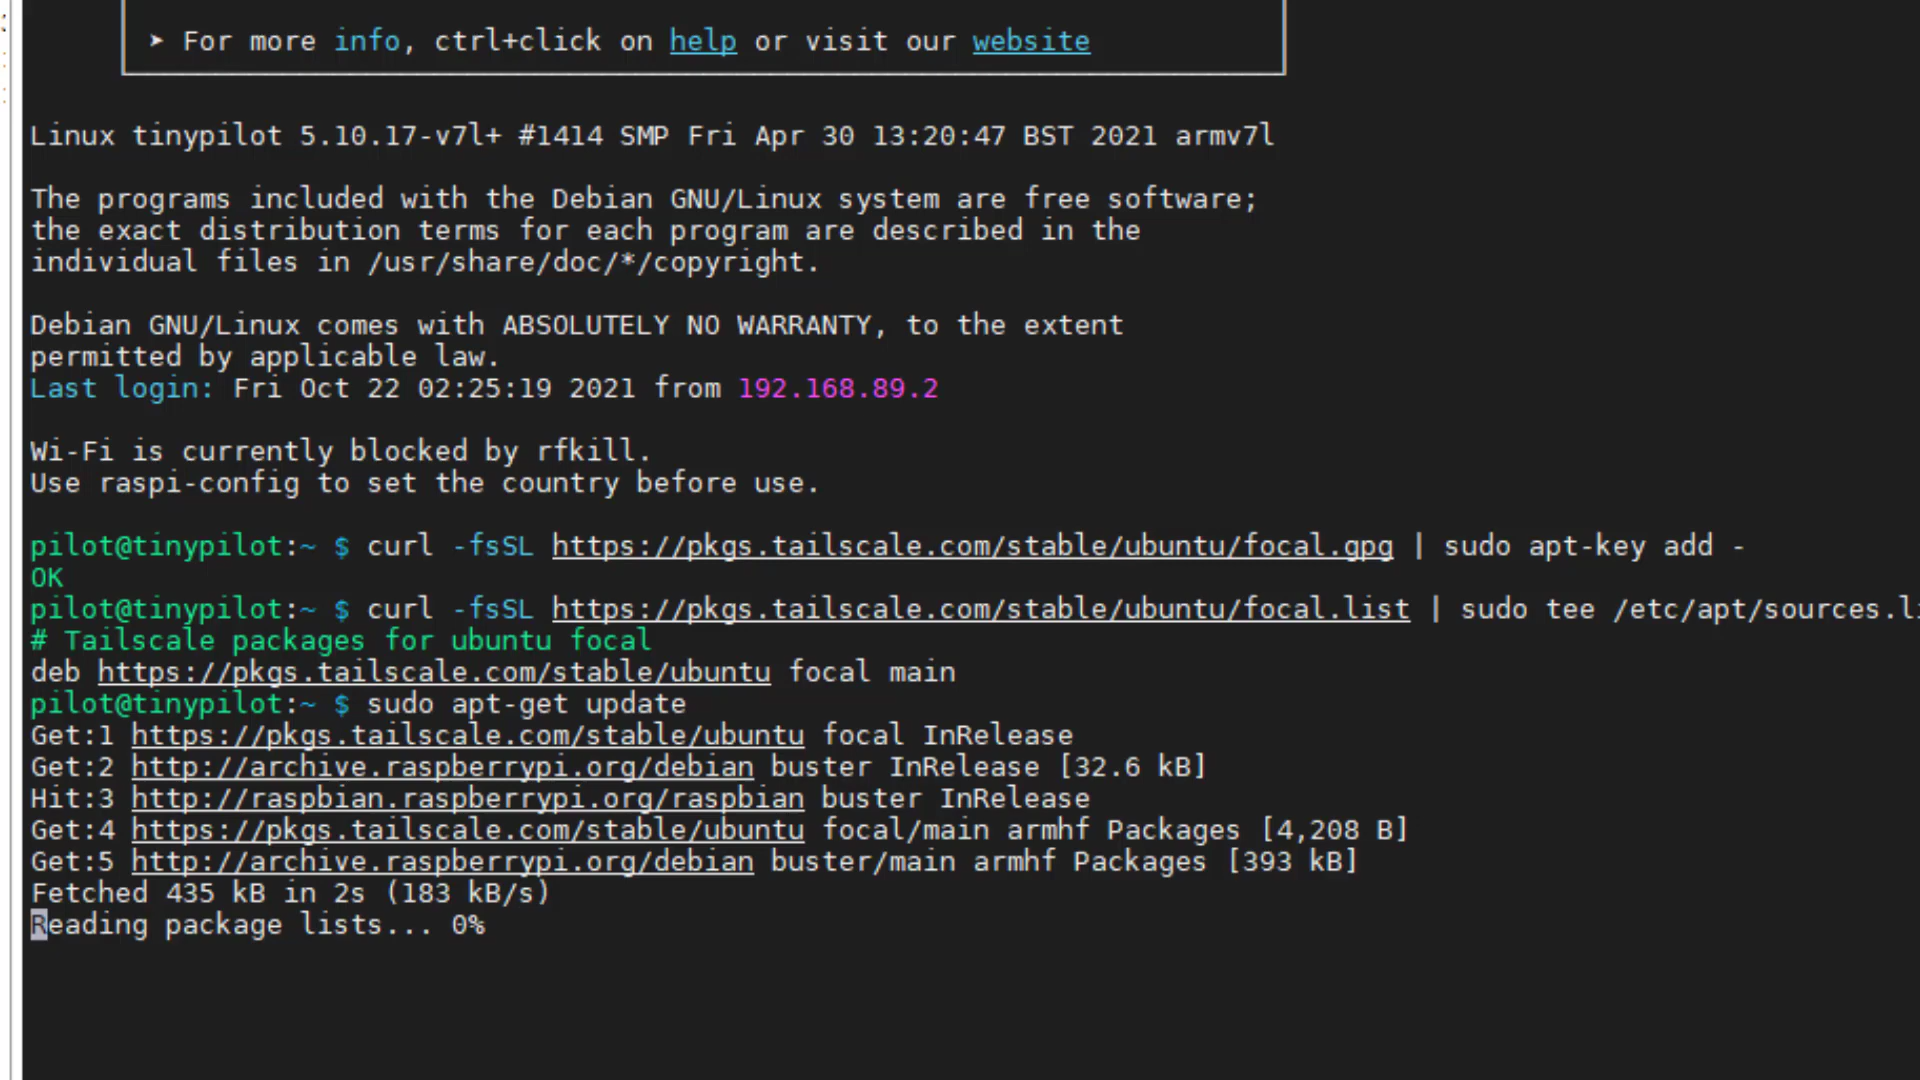 ➤ For more info, ctrl+click on help or visit our website
Linux tinypilot 5.10.17-v7l+ #1414 SMP Fri Apr 30 13:20:47 BST 2021 armv7l
The programs included with the Debian GNU/Linux system are free software;
the exact distribution terms for each program are described in the
individual files in /usr/share/doc/*/copyright.
Debian GNU/Linux comes with ABSOLUTELY NO WARRANTY, to the extent
permitted by applicable law.
Last login: Fri Oct 22 02:25:19 2021 from 192.168.89.2
Wi-Fi is currently blocked by rfkill.
Use raspi-config to set the country before use.
pilot@tinypilot:~ $ curl -fsSL https://pkgs.tailscale.com/stable/ubuntu/focal.gpg | sudo apt-key add -
OK
pilot@tinypilot:~ $ curl -fsSL https://pkgs.tailscale.com/stable/ubuntu/focal.list | sudo tee /etc/apt/sources.li
# Tailscale packages for ubuntu focal
deb https://pkgs.tailscale.com/stable/ubuntu focal main
pilot@tinypilot:~ $ sudo apt-get update
Get:1 https://pkgs.tailscale.com/stable/ubuntu focal InRelease
Get:2 http://archive.raspberrypi.org/debian buster InRelease [32.6 kB]
Hit:3 http://raspbian.raspberrypi.org/raspbian buster InRelease
Get:4 https://pkgs.tailscale.com/stable/ubuntu focal/main armhf Packages [4,208 B]
Get:5 http://archive.raspberrypi.org/debian buster/main armhf Packages [393 kB]
Fetched 435 kB in 2s (183 kB/s)
Reading package lists... 0%